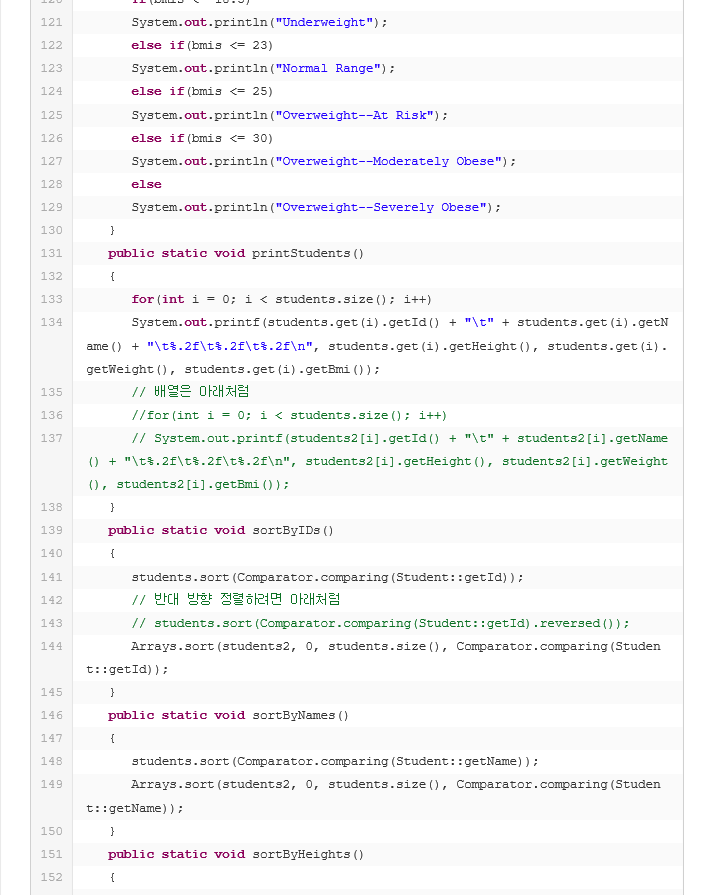 120 if(bmis <= 18.5)
121 System.out.println("Underweight");
122 else if(bmis <= 23)
123 System.out.println("Normal Range");
124 else if(bmis <= 25)
125 System.out.println("Overweight--At Risk");
126 else if(bmis <= 30)
127 System.out.println("Overweight--Moderately Obese");
128 else
129 System.out.println("Overweight--Severely Obese");
130 }
131 public static void printStudents()
132 {
133 for(int i = 0; i < students.size(); i++)
134 System.out.printf(students.get(i).getId() + "\t" + students.get(i).getN
ame() + "\t%.2f\t%.2f\t%.2f\n", students.get(i).getHeight(), students.get(i).
getWeight(), students.get(i).getBmi());
135 // 배열은 아래처럼
136 //for(int i = 0; i < students.size(); i++)
137 // System.out.printf(students2[i].getId() + "\t" + students2[i].getName
() + "\t%.2f\t%.2f\t%.2f\n", students2[i].getHeight(), students2[i].getWeight
(), students2[i].getBmi());
138 }
139 public static void sortByIDs()
140 {
141 students.sort(Comparator.comparing(Student::getId));
142 // 반대 방향 정렬하려면 아래처럼
143 // students.sort(Comparator.comparing(Student::getId).reversed());
144 Arrays.sort(students2, 0, students.size(), Comparator.comparing(Studen
t::getId));
145 }
146 public static void sortByNames()
147 {
148 students.sort(Comparator.comparing(Student::getName));
149 Arrays.sort(students2, 0, students.size(), Comparator.comparing(Studen
t::getName));
150 }
151 public static void sortByHeights()
152 {